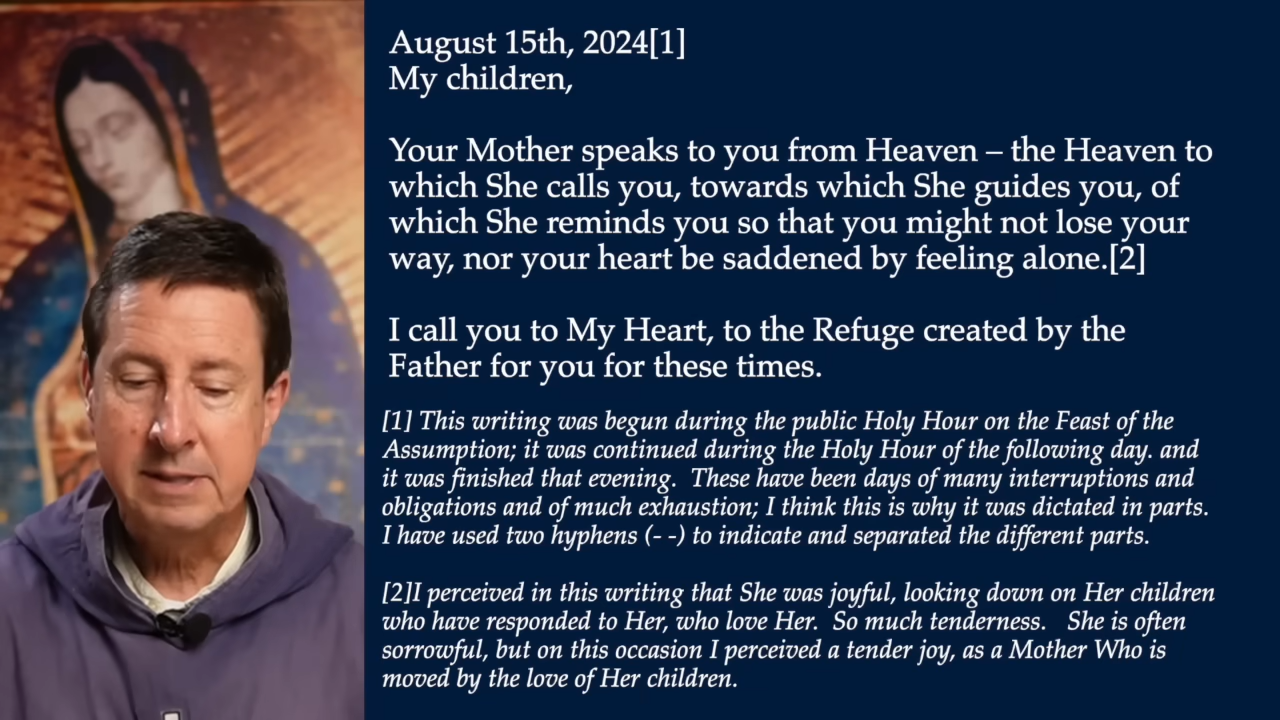 August 15th, 2024[1]
My children,
Your Mother speaks to you from Heaven – the Heaven to
which She calls you, towards which She guides you, of
which She reminds you so that you might not lose your
way, nor your heart be saddened by feeling alone.[2]
I call you to My Heart, to the Refuge created by the
Father for you for these times.
[1] This writing was begun during the public Holy Hour on the Feast of the
Assumption; it was continued during the Holy Hour of the following day. and
it was finished that evening.  These have been days of many interruptions and
obligations and of much exhaustion; I think this is why it was dictated in parts.
I have used two hyphens (- -) to indicate and separated the different parts.
[2]I perceived in this writing that She was joyful, looking down on Her children
who have responded to Her, who love Her.  So much tenderness.   She is often
sorrowful, but on this occasion I perceived a tender joy, as a Mother Who is
moved by the love of Her children.